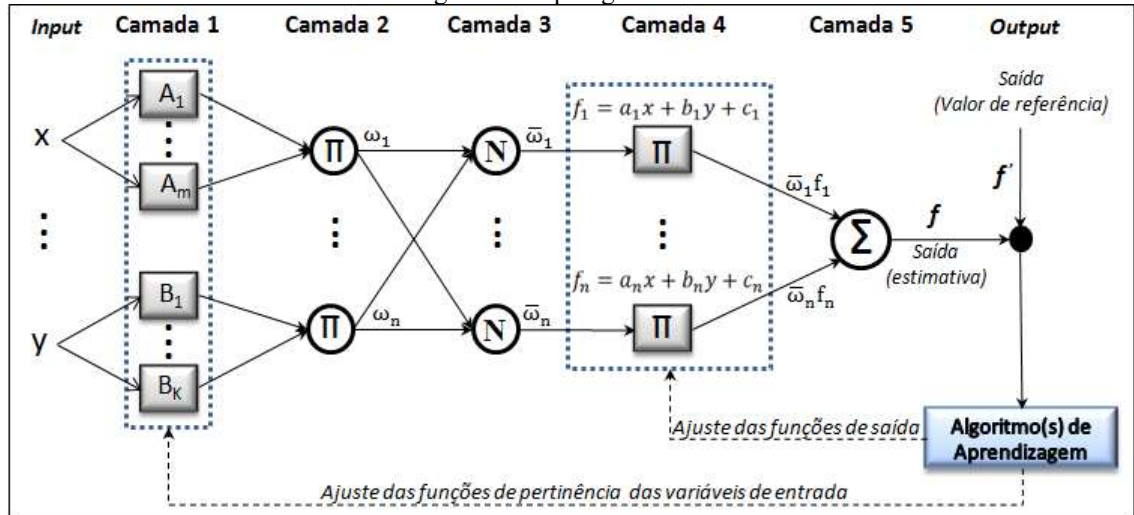 Input Camada 1 Camada 2 Camada 3 Camada 4 Camada 5 Output
Saída
(Valor de referência)
x
A₁
⋮
Aₘ
⋮
y
B₁
⋮
B_K
Π
ω₁
⋮
Π
ωₙ
N
ω̅₁
⋮
N
ω̅ₙ
f₁ = a₁x + b₁y + c₁
Π
⋮
fₙ = aₙx + bₙy + cₙ
Π
ω̅₁f₁
ω̅ₙfₙ
Σ
f
Saída
(estimativa)
f'
Ajuste das funções de saída
Algoritmo(s) de
Aprendizagem
Ajuste das funções de pertinência das variáveis de entrada